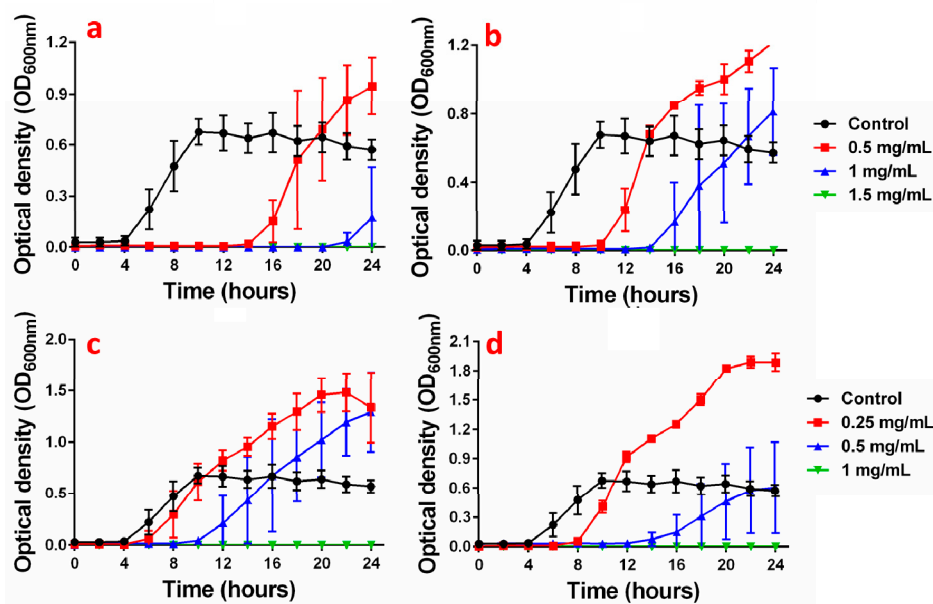 a
Optical density (OD600nm)
1.2
0.9
0.6
0.3
0.0
0 4 8 12 16 20 24
Time (hours)
b
Optical density (OD600nm)
1.2
0.8
0.4
0.0
0 4 8 12 16 20 24
Time (hours)
Control
0.5 mg/mL
1 mg/mL
1.5 mg/mL
c
Optical density (OD600nm)
2.0
1.5
1.0
0.5
0.0
0 4 8 12 16 20 24
Time (hours)
d
Optical density (OD600nm)
2.1
1.8
1.5
1.2
0.9
0.6
0.3
0.0
0 4 8 12 16 20 24
Time (hours)
Control
0.25 mg/mL
0.5 mg/mL
1 mg/mL